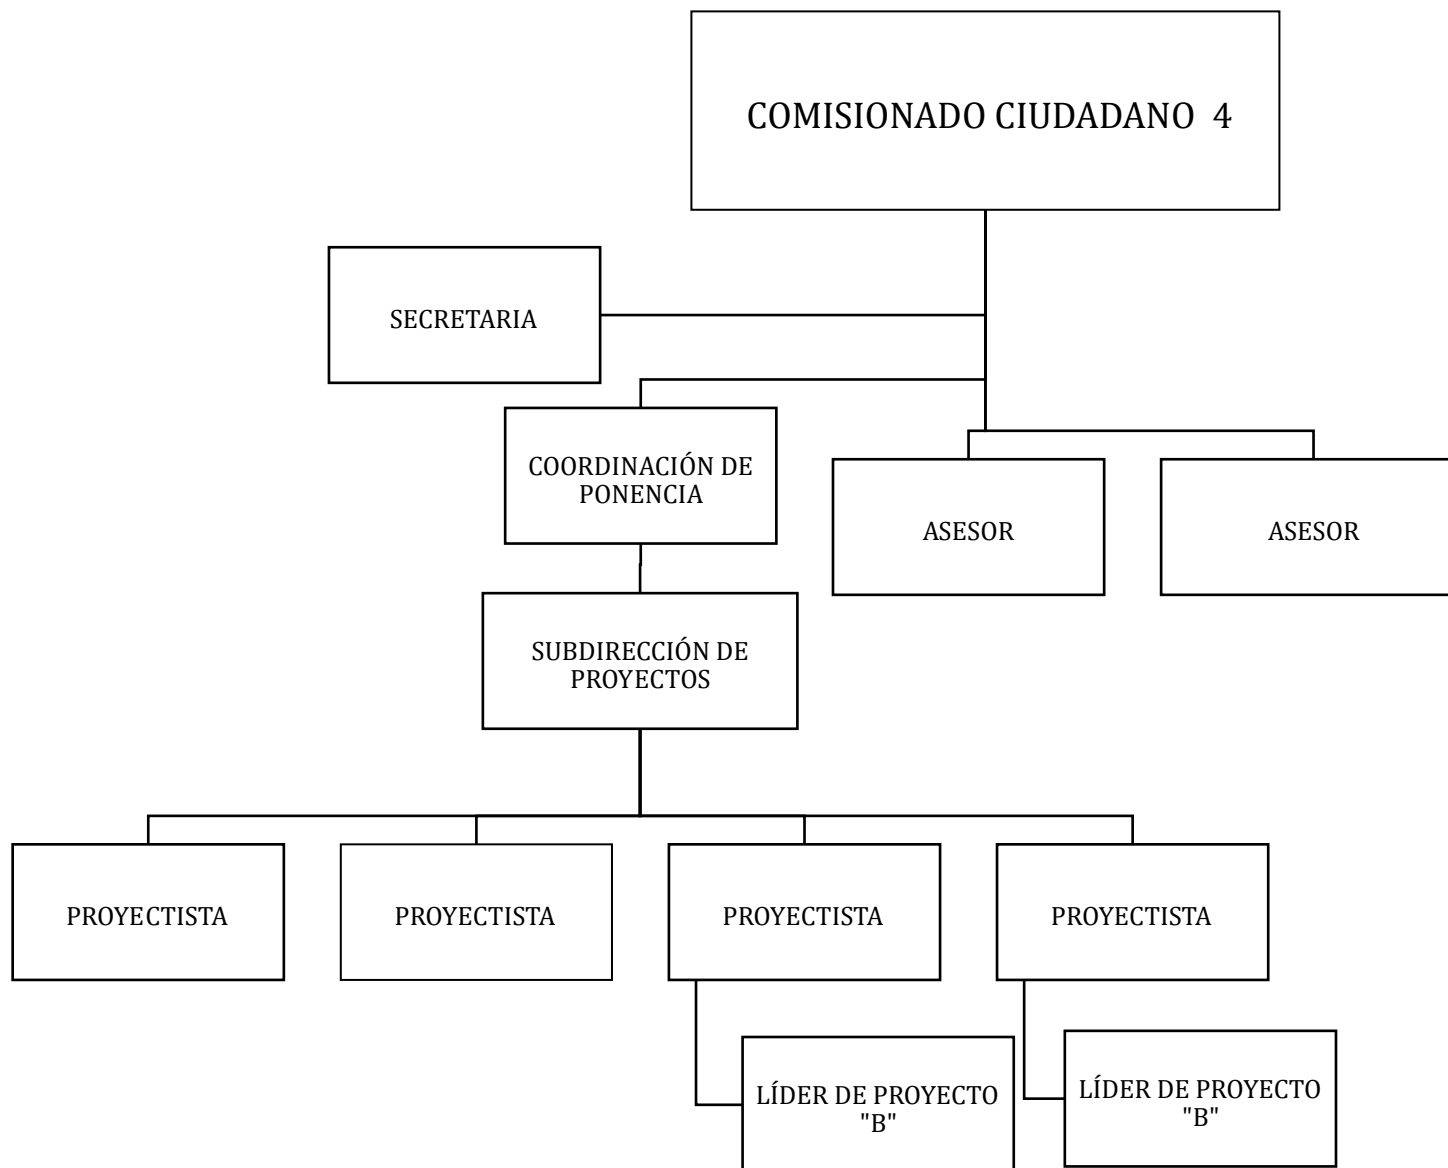 COMISIONADO CIUDADANO 4
SECRETARIA
COORDINACIÓN DE
PONENCIA
ASESOR
ASESOR
SUBDIRECCIÓN DE
PROYECTOS
PROYECTISTA
PROYECTISTA
PROYECTISTA
PROYECTISTA
LÍDER DE PROYECTO
"B"
LÍDER DE PROYECTO
"B"